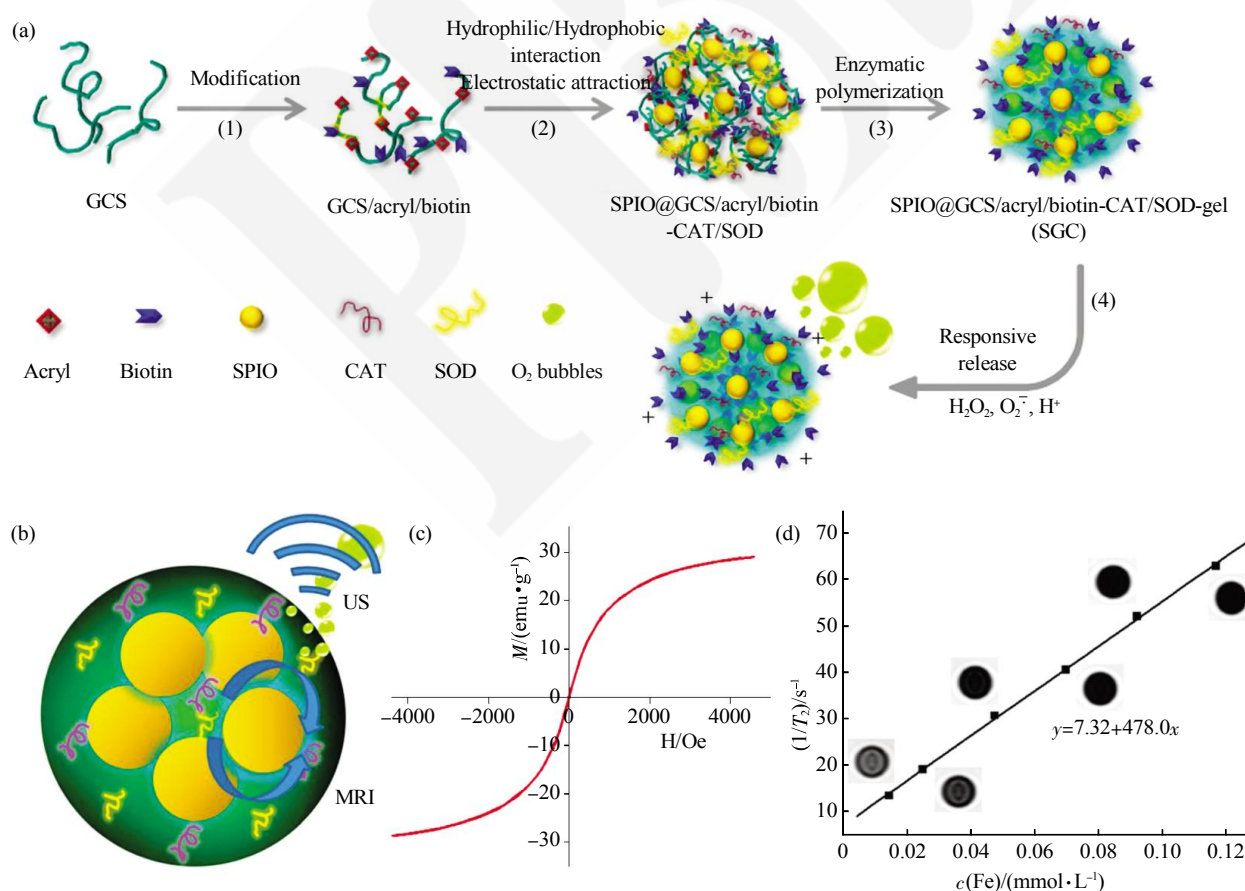 (a)
Modification
(1)
Hydrophilic/Hydrophobic
interaction
Electrostatic attraction
(2)
Enzymatic
polymerization
(3)
GCS
GCS/acryl/biotin
SPIO@GCS/acryl/biotin
-CAT/SOD
SPIO@GCS/acryl/biotin-CAT/SOD-gel
(SGC)
(4)
Responsive
release
H₂O₂, O₂⁻·, H⁺
+
+
+
+
Acryl
Biotin
SPIO
CAT
SOD
O₂ bubbles
(b)
US
MRI
(c)
M/(emu•g⁻¹)
30
20
10
0
−10
−20
−30
−4000
−2000
0
2000
4000
H/Oe
(d)
(1/T₂)/s⁻¹
70
60
50
40
30
20
10
y=7.32+478.0x
0
0.02
0.04
0.06
0.08
0.10
0.12
c(Fe)/(mmol·L⁻¹)